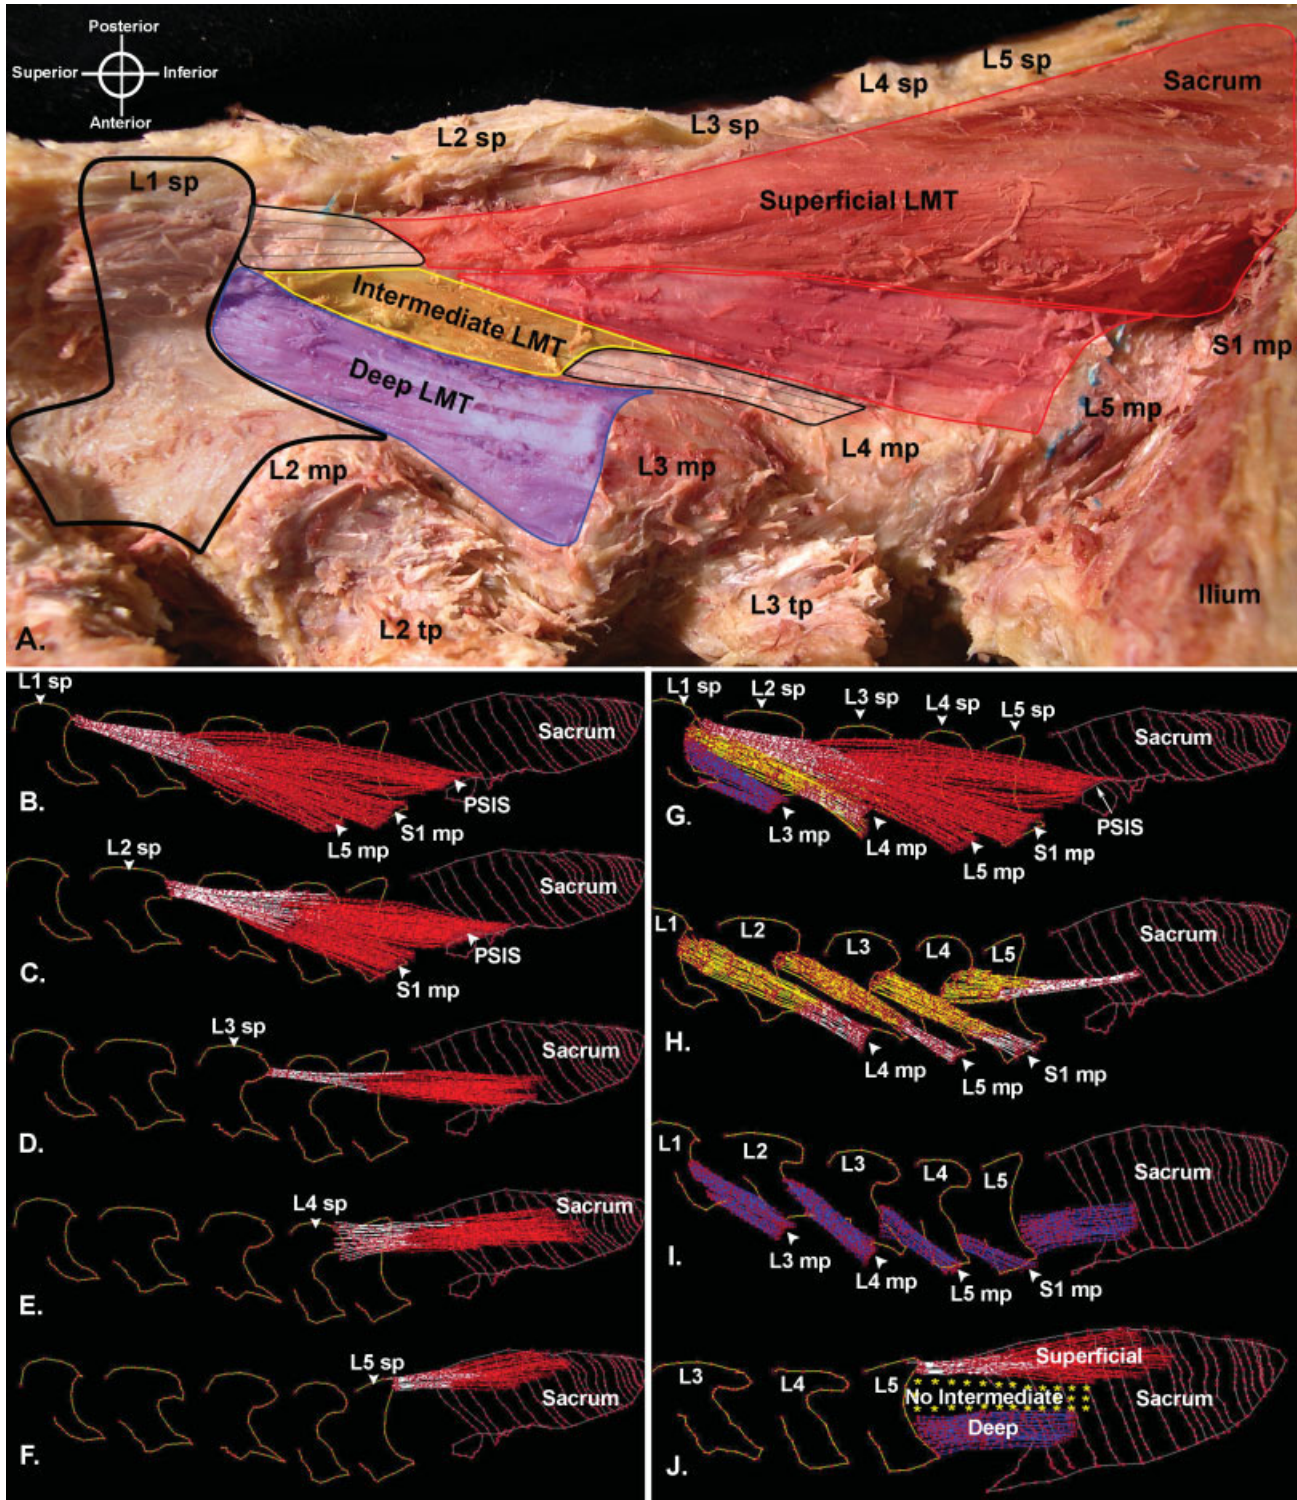 Posterior
Superior Inferior
Anterior
L5 sp
L4 sp
Sacrum
L3 sp
L2 sp
L1 sp
Superficial LMT
Intermediate LMT
Deep LMT
S1 mp
L5 mp
L4 mp
L3 mp
L2 mp
L3 tp
Ilium
L2 tp
A.
L1 sp
Sacrum
PSIS
S1 mp
L5 mp
B.
L2 sp
Sacrum
PSIS
S1 mp
C.
L3 sp
Sacrum
D.
L4 sp
Sacrum
E.
L5 sp
Sacrum
F.
L1 sp L2 sp L3 sp L4 sp L5 sp
Sacrum
PSIS
L3 mp L4 mp L5 mp S1 mp
G.
L1 L2 L3 L4 L5
Sacrum
L4 mp L5 mp S1 mp
H.
L1 L2 L3 L4 L5
Sacrum
L3 mp L4 mp L5 mp S1 mp
I.
L3 L4 L5
Superficial
No Intermediate
Deep
Sacrum
J.